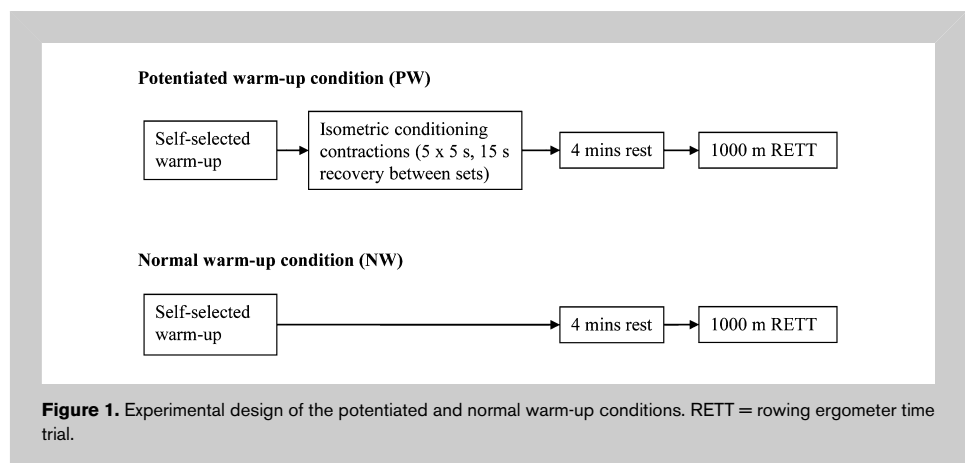 Potentiated warm-up condition (PW)
Self-selected
warm-up
Isometric conditioning
contractions (5 x 5 s, 15 s
recovery between sets)
4 mins rest
1000 m RETT
Normal warm-up condition (NW)
Self-selected
warm-up
4 mins rest
1000 m RETT
Figure 1. Experimental design of the potentiated and normal warm-up conditions. RETT = rowing ergometer time
trial.